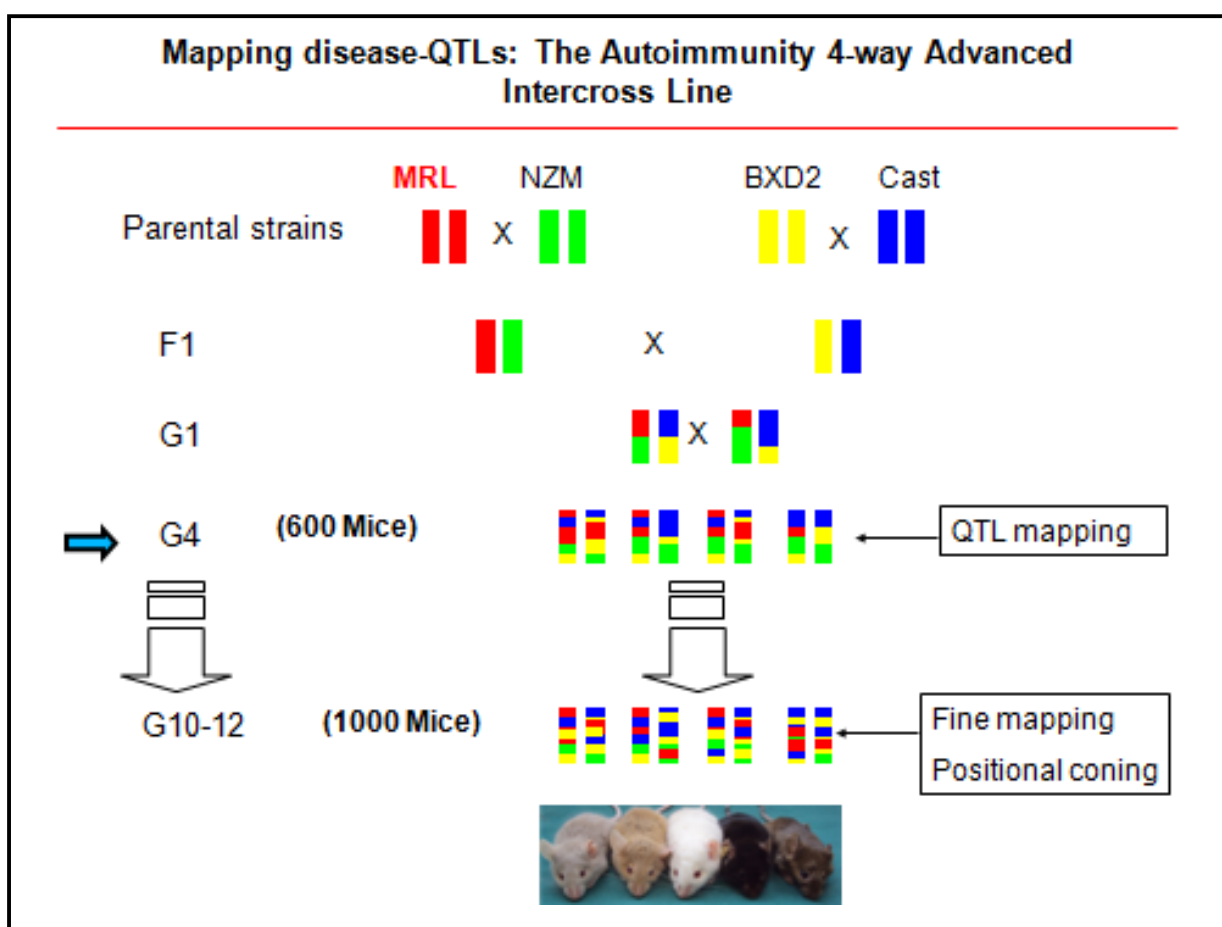 Mapping disease-QTLs: The Autoimmunity 4-way Advanced
Intercross Line
MRL NZM BXD2 Cast
Parental strains X X
F1 X
G1 X
G4 (600 Mice) QTL mapping
G10-12 (1000 Mice) Fine mapping
Positional coning